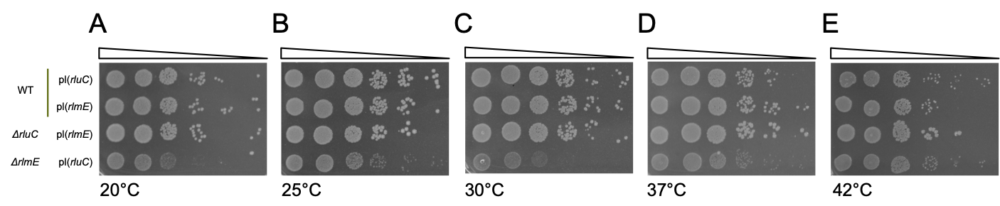 A B C D E
WT pl(rluC)
pl(rlmE)
ΔrluC pl(rlmE)
ΔrlmE pl(rluC)
20°C 25°C 30°C 37°C 42°C